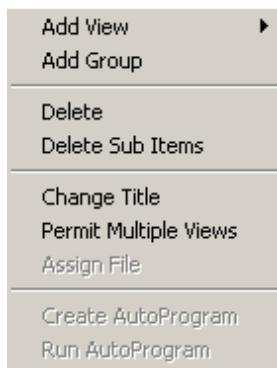 Add View
Add Group
Delete
Delete Sub Items
Change Title
Permit Multiple Views
Assign File
Create AutoProgram
Run AutoProgram